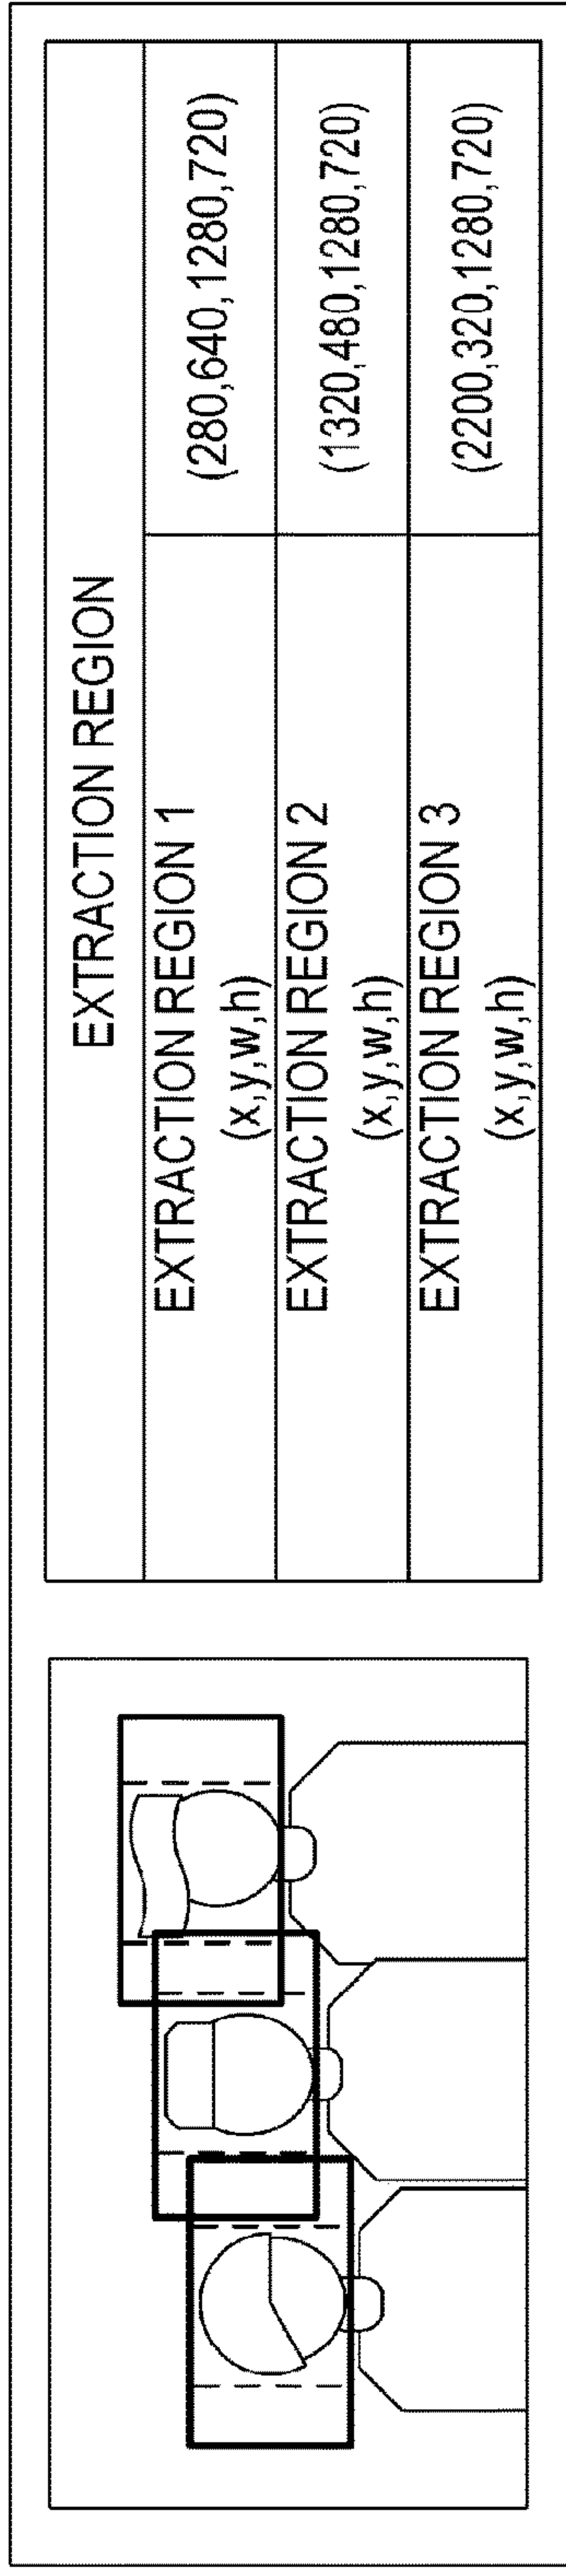 EXTRACTION REGION
EXTRACTION REGION 1
(x,y,w,h)
(280,640,1280,720)
EXTRACTION REGION 2
(x,y,w,h)
(1320,480,1280,720)
EXTRACTION REGION 3
(x,y,w,h)
(2200,320,1280,720)